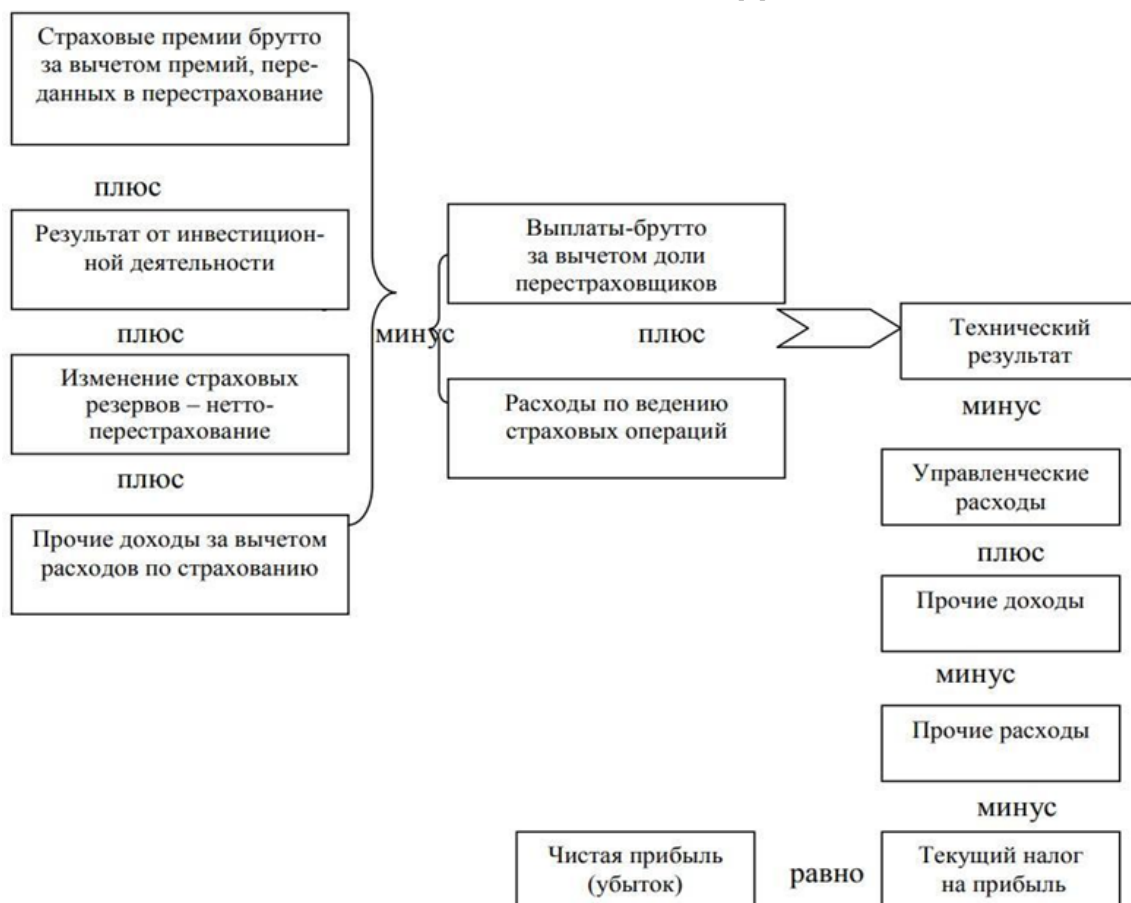 Страховые премии брутто
за вычетом премий, пере-
данных в перестрахование
плюс
Результат от инвестицион-
ной деятельности
плюс
Изменение страховых
резервов – нетто-
перестрахование
плюс
Прочие доходы за вычетом
расходов по страхованию
минус
Выплаты-брутто
за вычетом доли
перестраховщиков
плюс
Расходы по ведению
страховых операций
Технический
результат
минус
Управленческие
расходы
плюс
Прочие доходы
минус
Прочие расходы
минус
Текущий налог
на прибыль
равно
Чистая прибыль
(убыток)